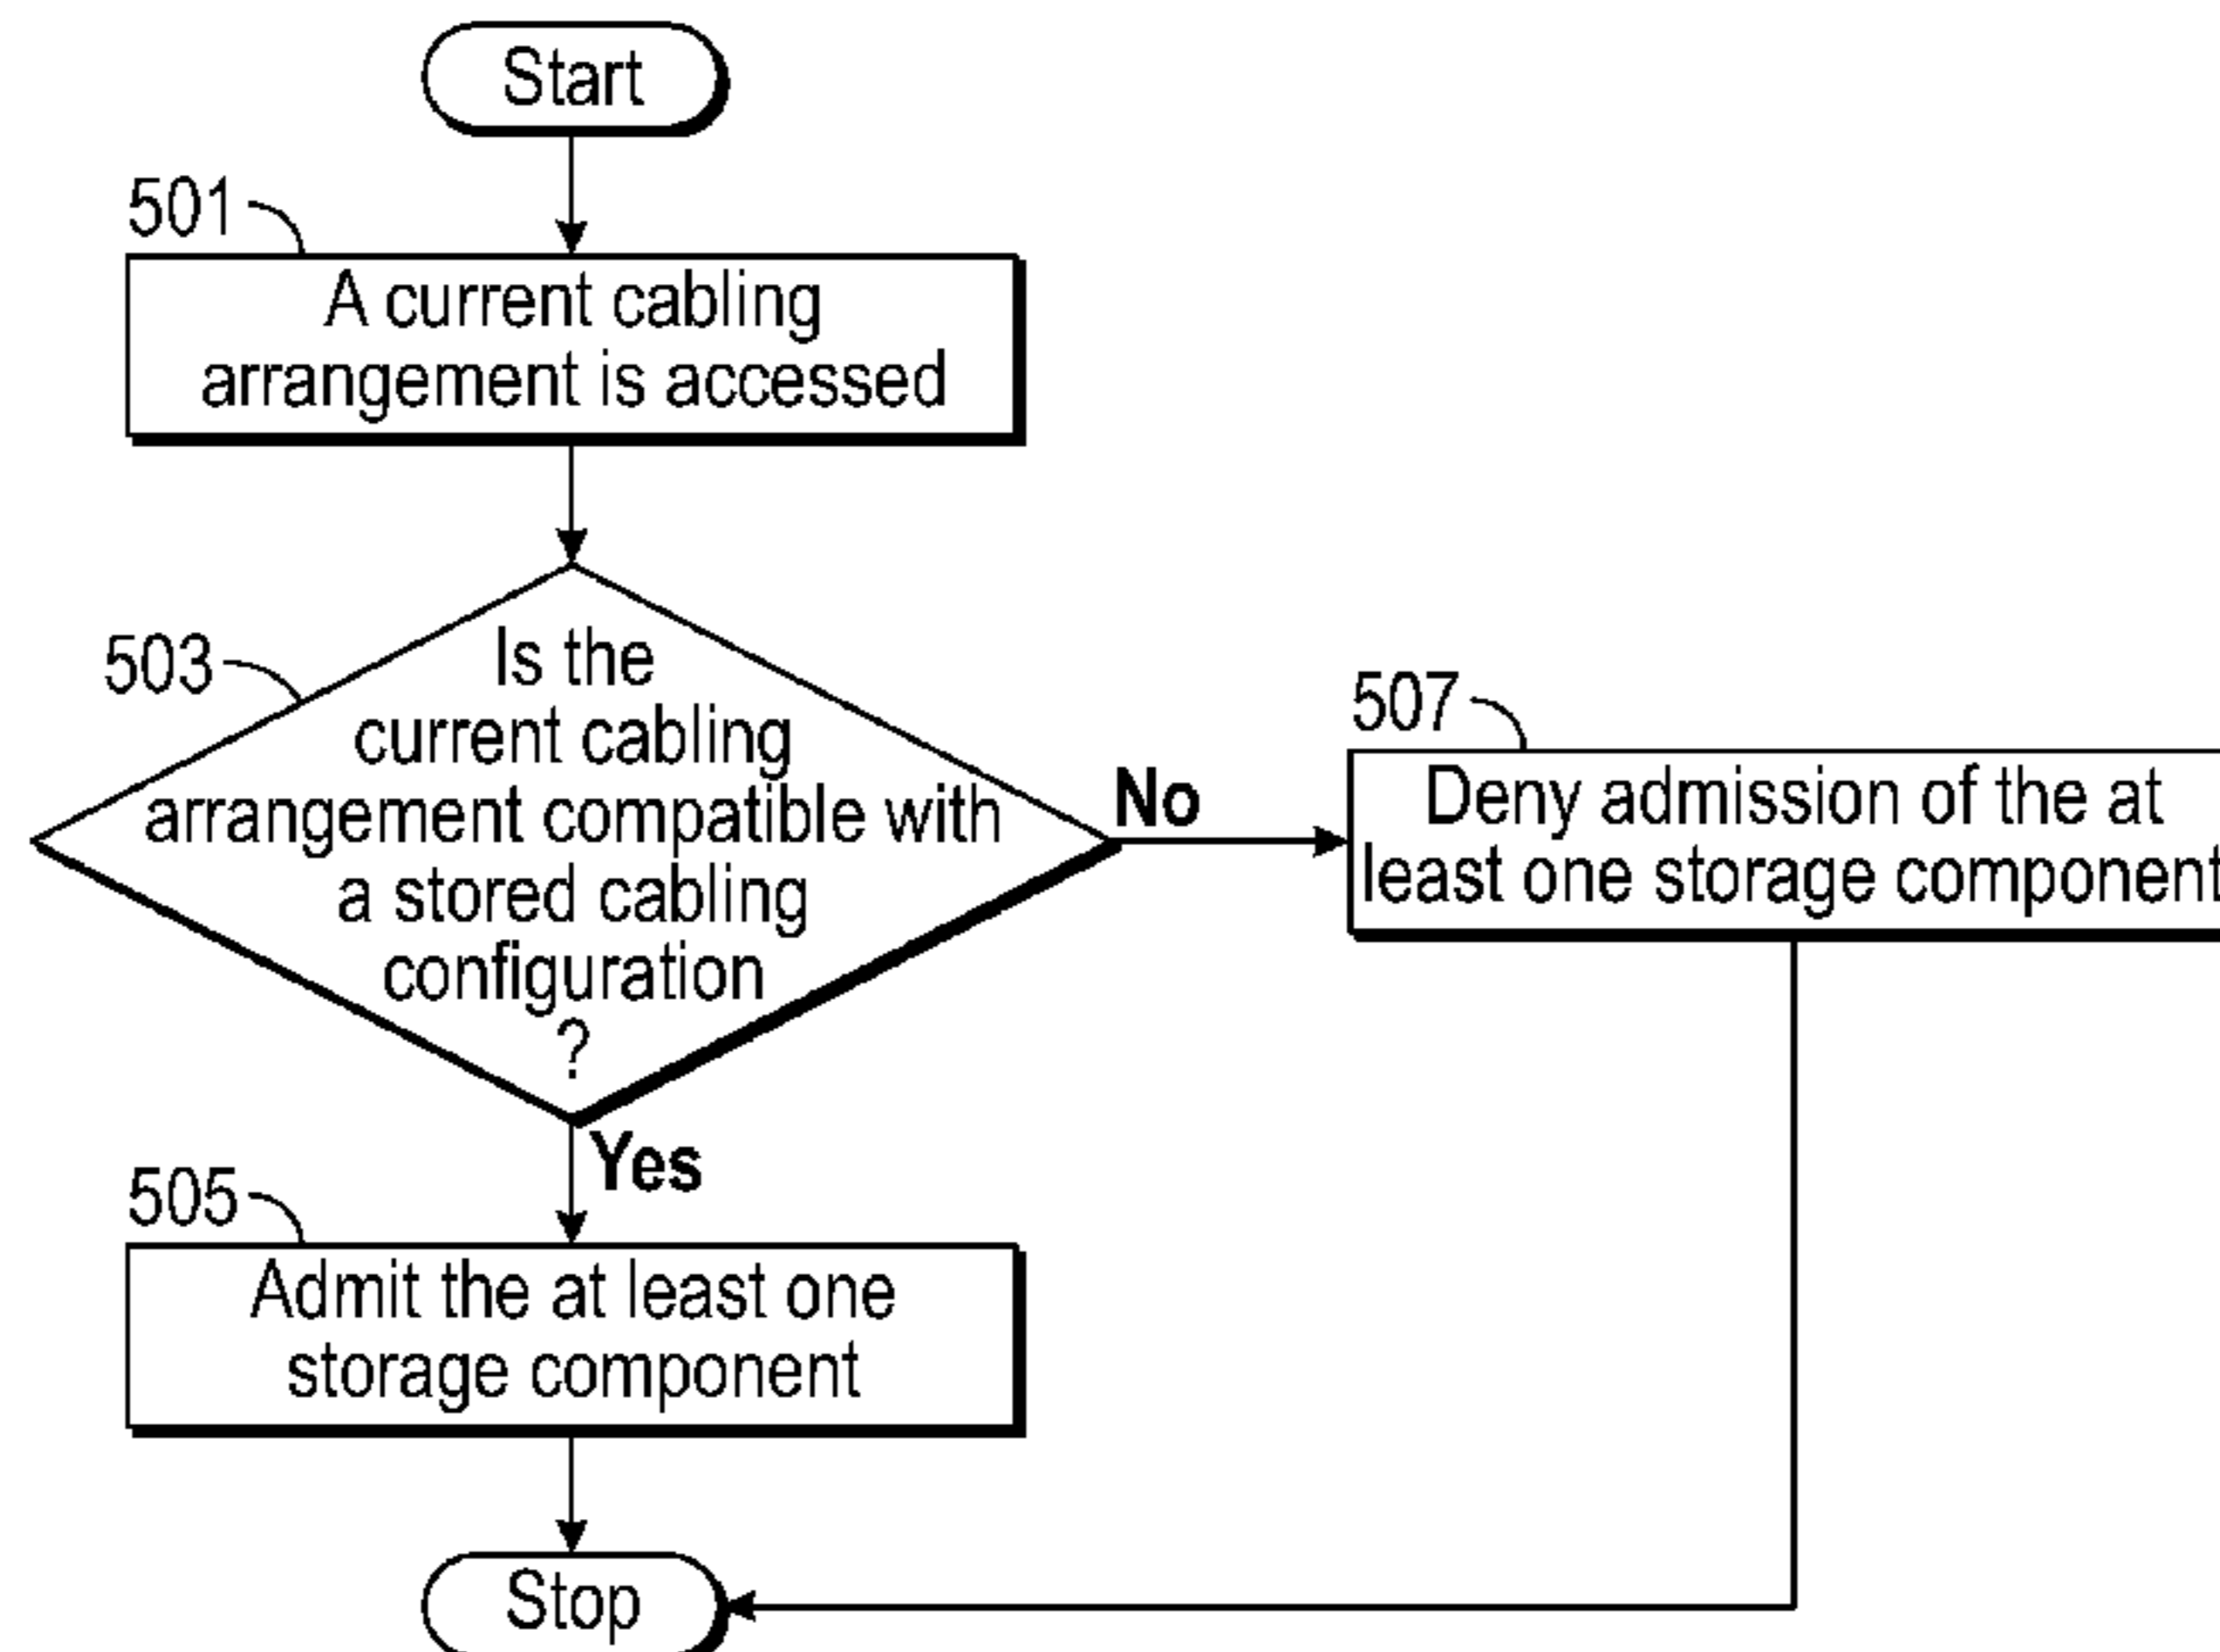 Start
501
A current cabling
arrangement is accessed
503
Is the
current cabling
arrangement compatible with
a stored cabling
configuration
?
No
507
Deny admission of the at
least one storage component
Yes
505
Admit the at least one
storage component
Stop